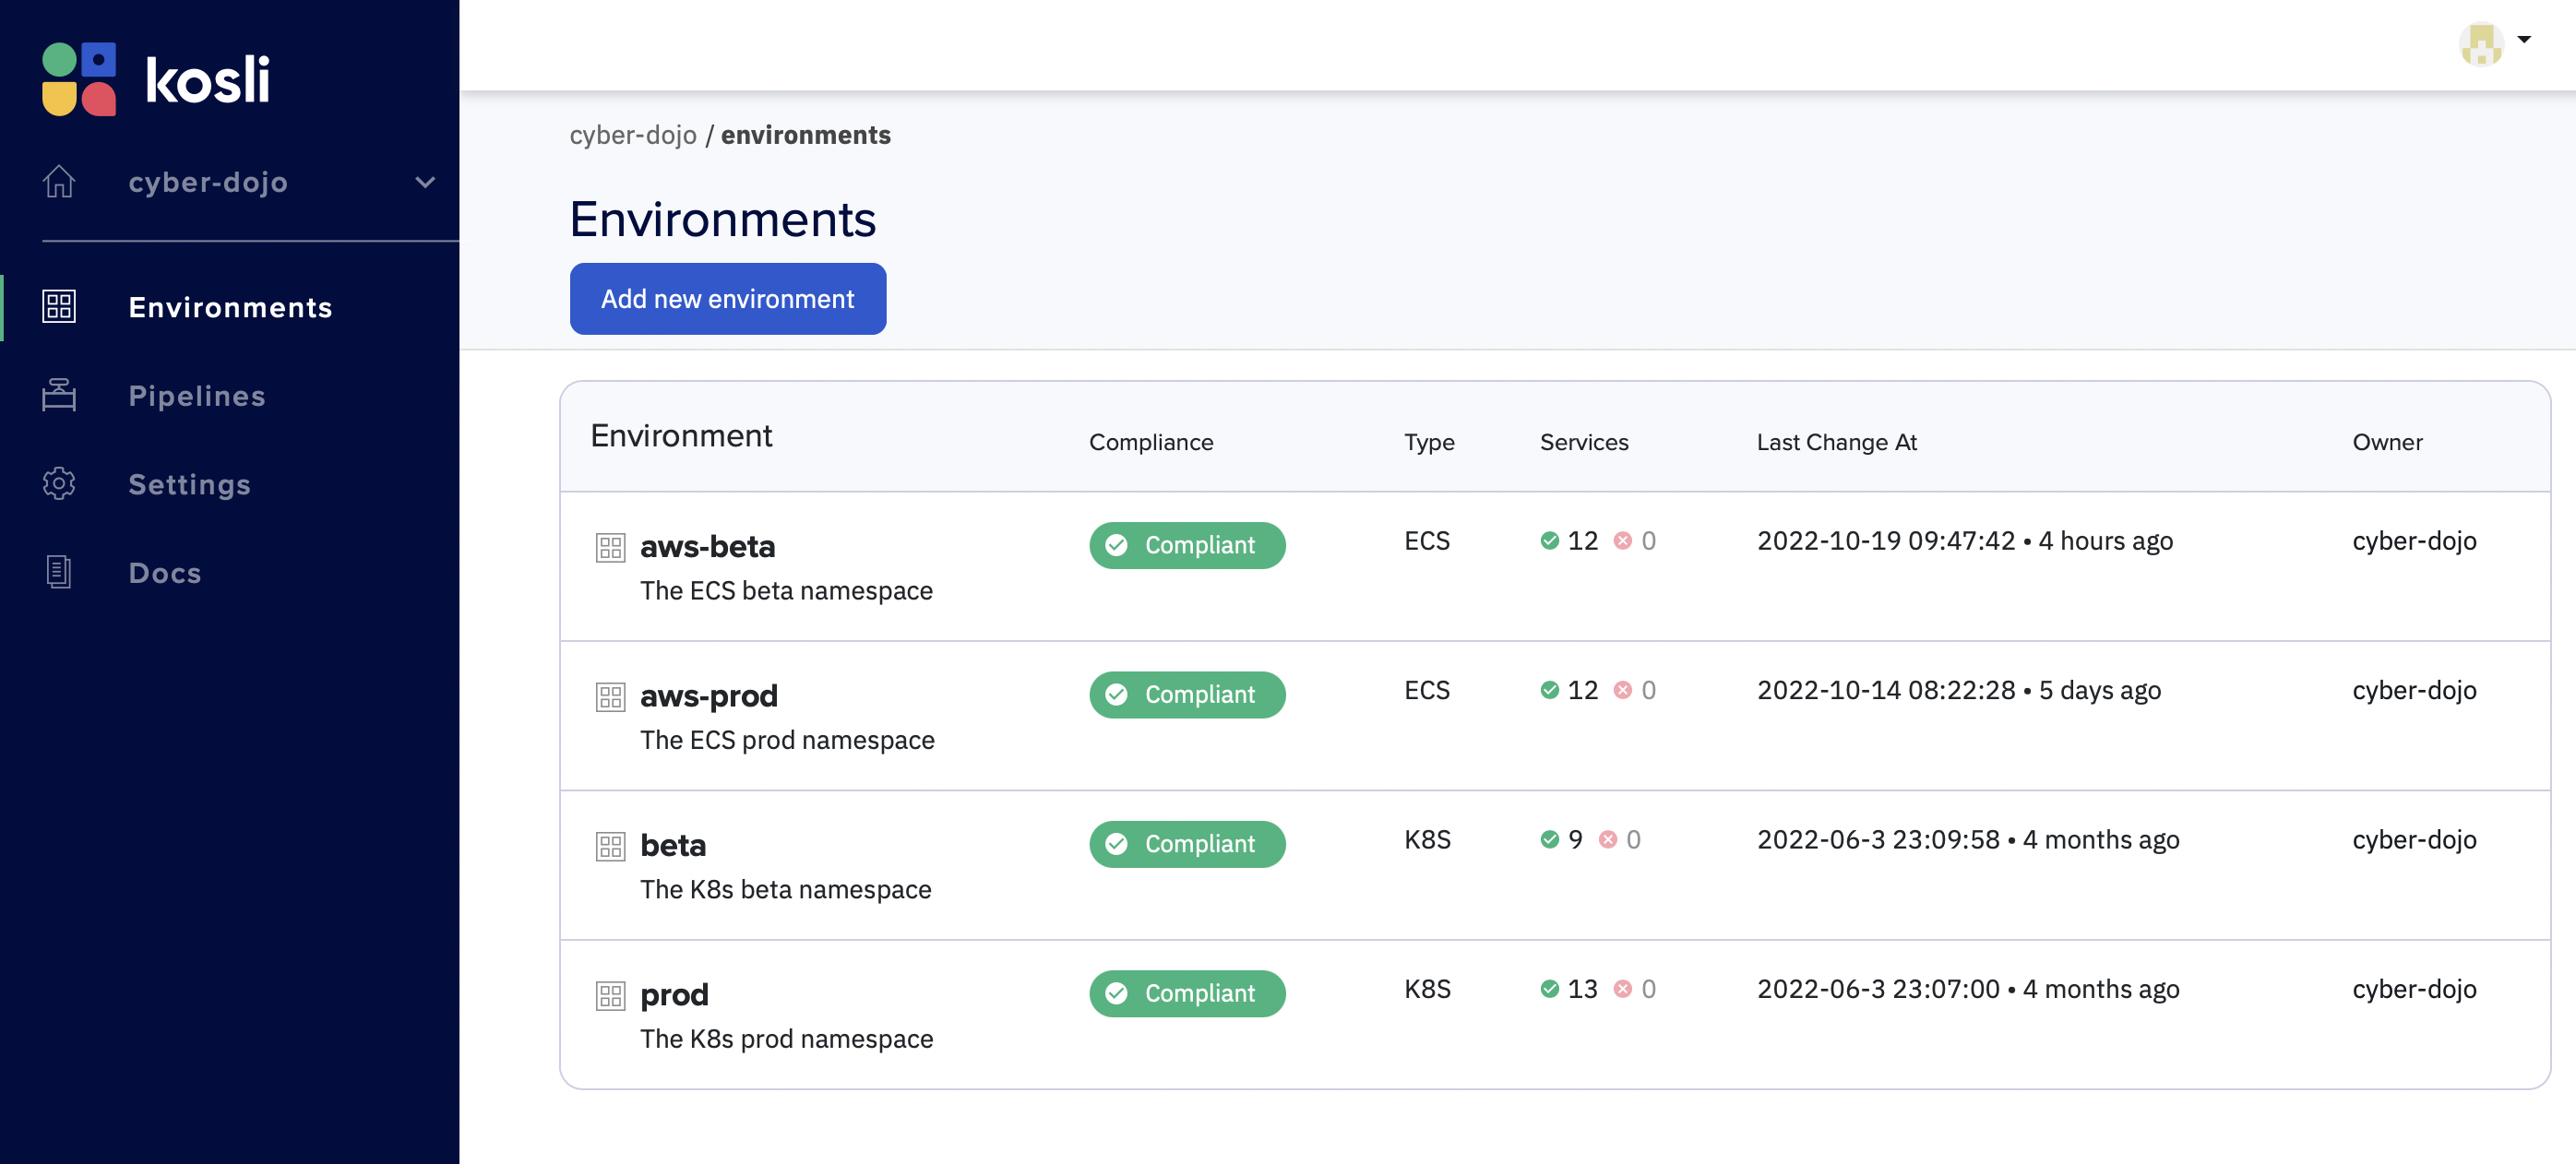 kosli
cyber-dojo
Environments
Pipelines
Settings
Docs
cyber-dojo / environments
Environments
Add new environment
Environment Compliance Type Services Last Change At Owner
aws-beta Compliant ECS 12 0 2022-10-19 09:47:42 • 4 hours ago cyber-dojo
The ECS beta namespace
aws-prod Compliant ECS 12 0 2022-10-14 08:22:28 • 5 days ago cyber-dojo
The ECS prod namespace
beta Compliant K8S 9 0 2022-06-3 23:09:58 • 4 months ago cyber-dojo
The K8s beta namespace
prod Compliant K8S 13 0 2022-06-3 23:07:00 • 4 months ago cyber-dojo
The K8s prod namespace